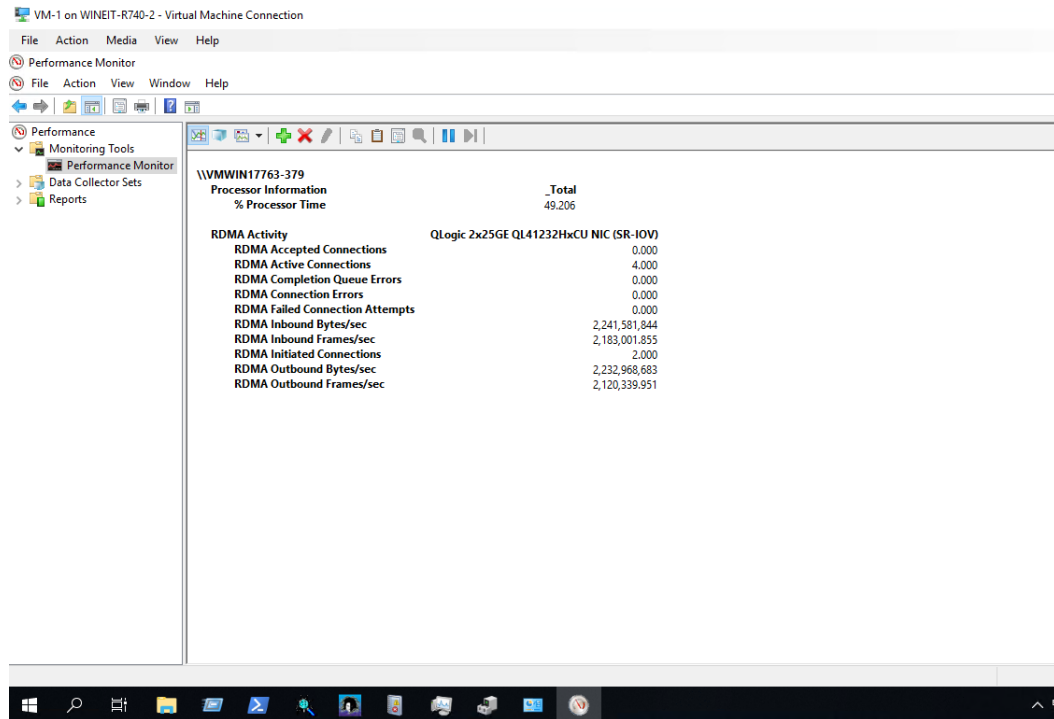 VM-1 on WINEIT-R740-2 - Virtual Machine Connection
File Action Media View Help
Performance Monitor
File Action View Window Help
Performance
Monitoring Tools
Performance Monitor
Data Collector Sets
Reports
\\VMWIN17763-379
Processor Information _Total
% Processor Time 49.206
RDMA Activity QLogic 2x25GE QL41232HxCU NIC (SR-IOV)
RDMA Accepted Connections 0.000
RDMA Active Connections 4.000
RDMA Completion Queue Errors 0.000
RDMA Connection Errors 0.000
RDMA Failed Connection Attempts 0.000
RDMA Inbound Bytes/sec 2,241,581,844
RDMA Inbound Frames/sec 2,183,001.855
RDMA Initiated Connections 2.000
RDMA Outbound Bytes/sec 2,232,968,683
RDMA Outbound Frames/sec 2,120,339.951